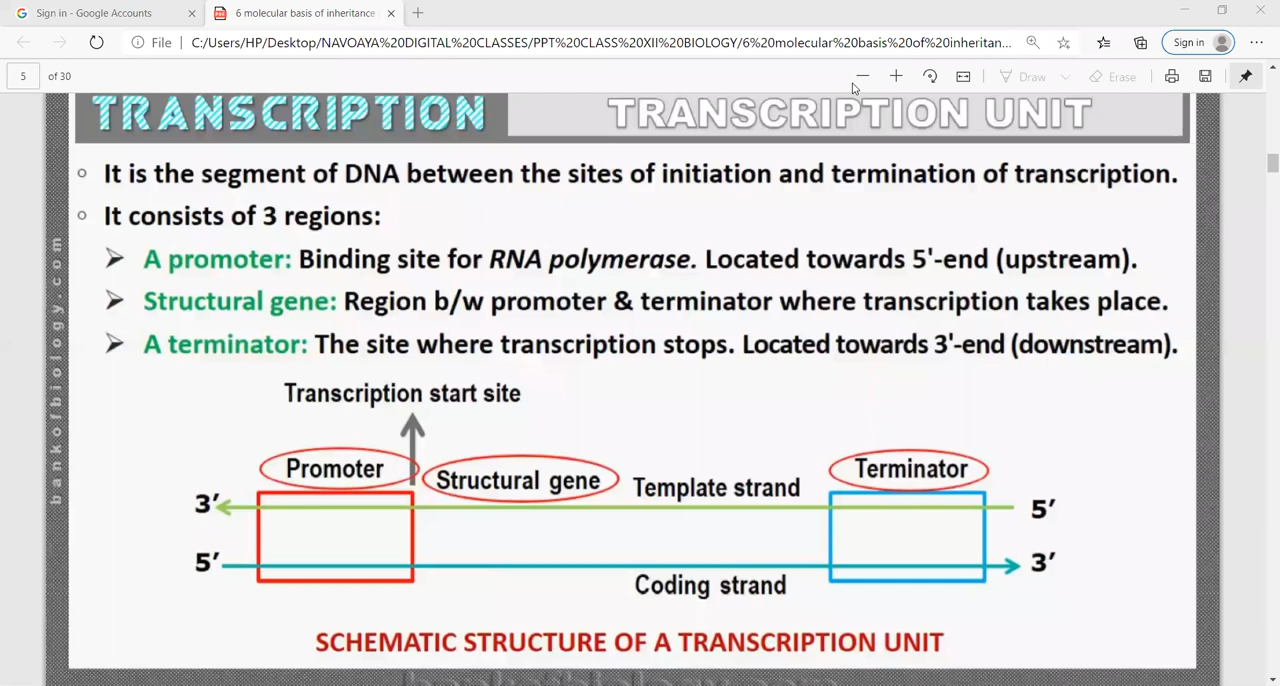 Sign in - Google Accounts
6 molecular basis of inheritance
File
C:/Users/HP/Desktop/NAVOAYA%20DIGITAL%20CLASSES/PPT%20CLASS%20XII%20BIOLOGY/6%20molecular%20basis%20of%20inheritan...
Sign in
5 of 30
Draw
Erase
TRANSCRIPTION
TRANSCRIPTION UNIT
It is the segment of DNA between the sites of initiation and termination of transcription.
It consists of 3 regions:
A promoter: Binding site for RNA polymerase. Located towards 5'-end (upstream).
Structural gene: Region b/w promoter & terminator where transcription takes place.
A terminator: The site where transcription stops. Located towards 3'-end (downstream).
Transcription start site
Promoter
Structural gene
Template strand
Terminator
3′
5′
5′
3′
Coding strand
SCHEMATIC STRUCTURE OF A TRANSCRIPTION UNIT
bankofbiology.com